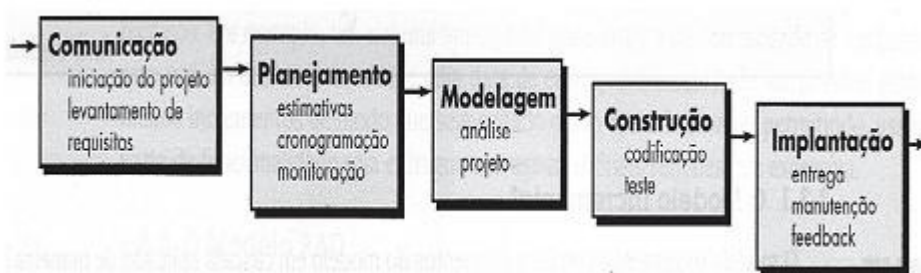 Comunicação
iniciação do projeto
levantamento de
requisitos
Planejamento
estimativas
cronogramação
monitoração
Modelagem
análise
projeto
Construção
codificação
teste
Implantação
entrega
manutenção
feedback